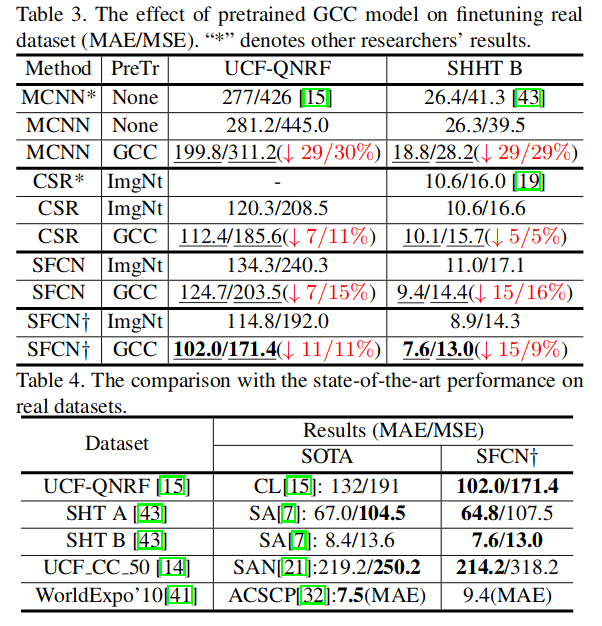 Table 3. The effect of pretrained GCC model on finetuning real
dataset (MAE/MSE). “*” denotes other researchers’ results.
Method PreTr UCF-QNRF SHHT B
MCNN* None 277/426 [15] 26.4/41.3 [43]
MCNN None 281.2/445.0 26.3/39.5
MCNN GCC 199.8/311.2(↓ 29/30%) 18.8/28.2(↓ 29/29%)
CSR* ImgNt - 10.6/16.0 [19]
CSR ImgNt 120.3/208.5 10.6/16.6
CSR GCC 112.4/185.6(↓ 7/11%) 10.1/15.7(↓ 5/5%)
SFCN ImgNt 134.3/240.3 11.0/17.1
SFCN GCC 124.7/203.5(↓ 7/15%) 9.4/14.4(↓ 15/16%)
SFCN† ImgNt 114.8/192.0 8.9/14.3
SFCN† GCC 102.0/171.4(↓ 11/11%) 7.6/13.0(↓ 15/9%)
Table 4. The comparison with the state-of-the-art performance on
real datasets.
Dataset Results (MAE/MSE)
SOTA SFCN†
UCF-QNRF [15] CL[15]: 132/191 102.0/171.4
SHT A [43] SA[7]: 67.0/104.5 64.8/107.5
SHT B [43] SA[7]: 8.4/13.6 7.6/13.0
UCF_CC_50 [14] SAN[21]:219.2/250.2 214.2/318.2
WorldExpo’10[41] ACSCP[32]:7.5(MAE) 9.4(MAE)